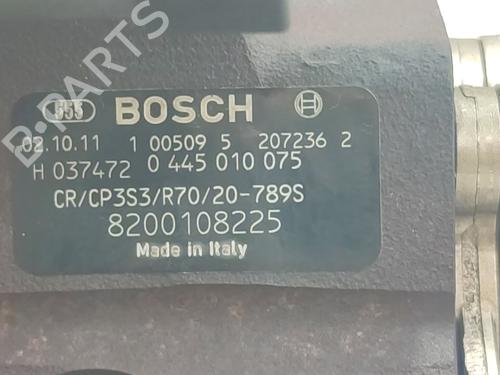 555 BOSCH
02.10.11 1 00509 5 207236 2
H 037472 0 445 010 075
CR/CP3S3/R70/20-789S
8200108225
Made in Italy
B-PARTS